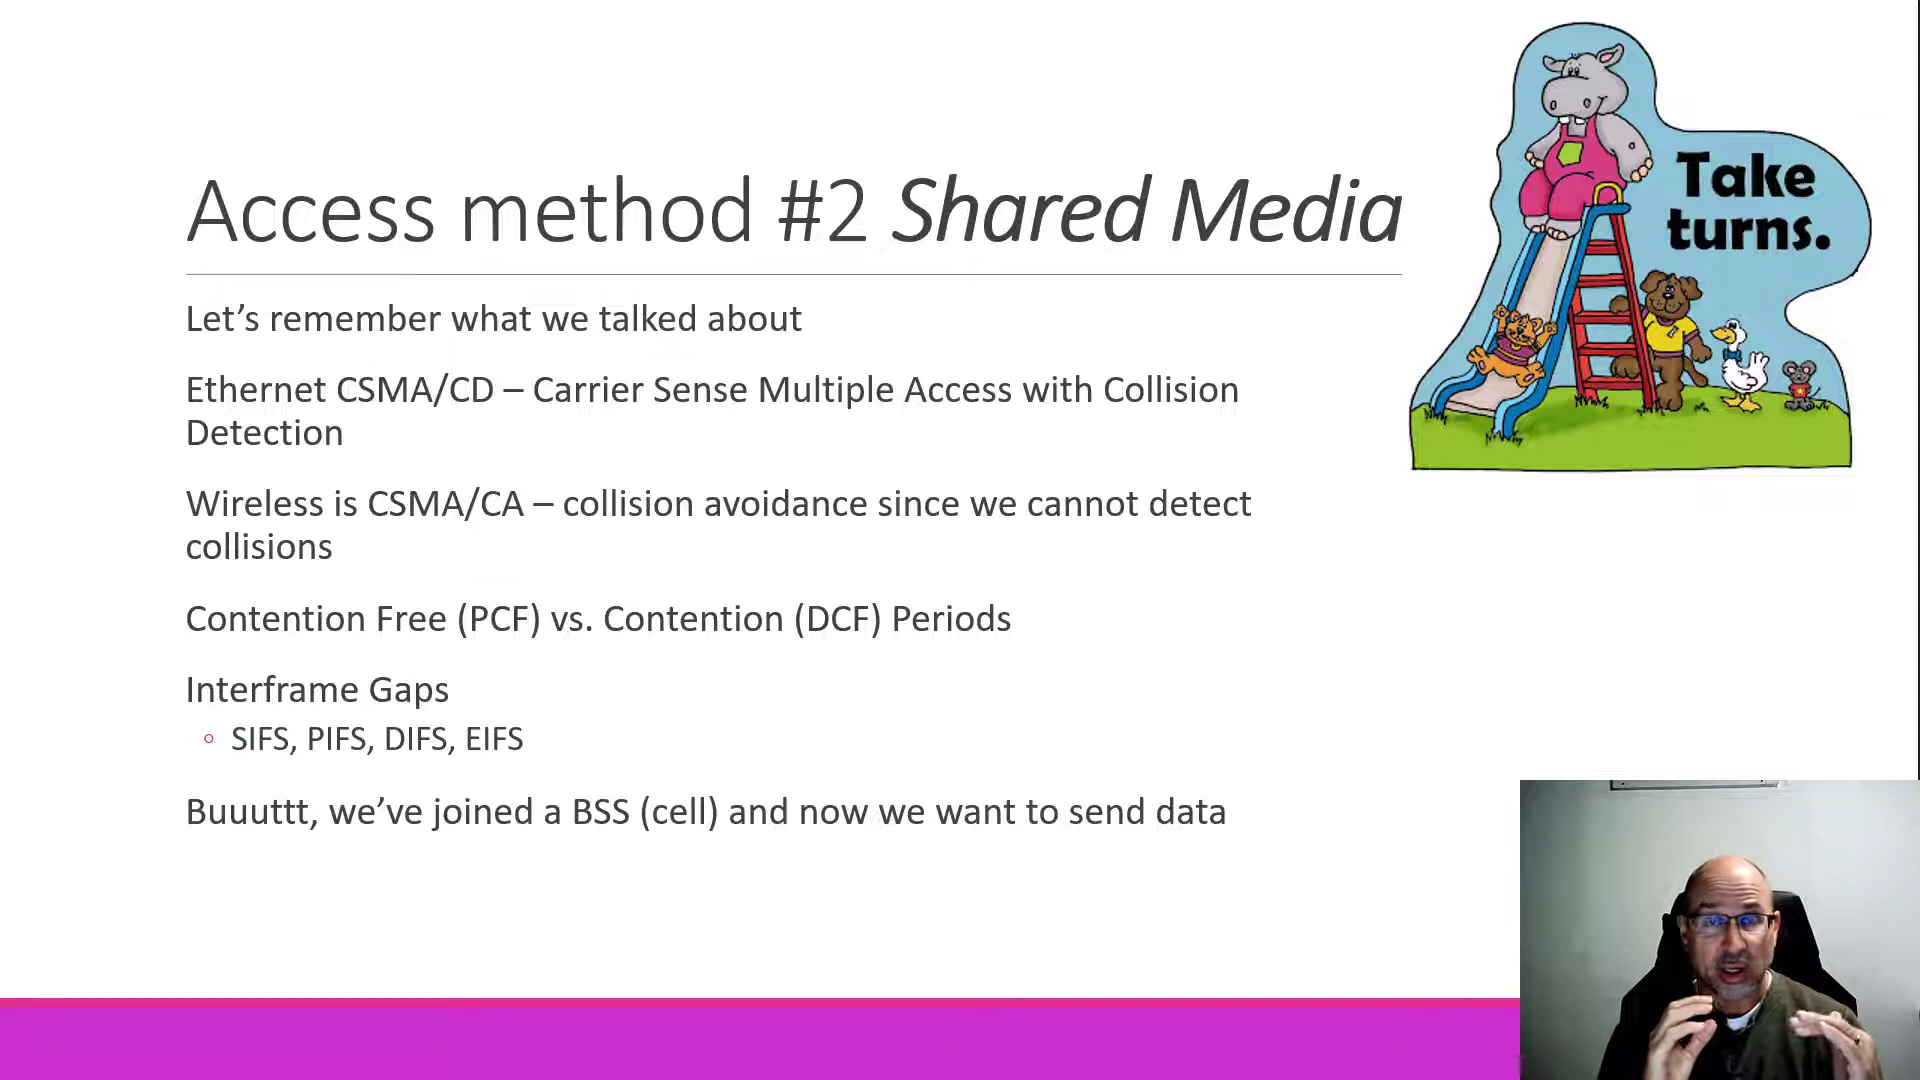 Access method #2 Shared Media
Take
turns.
Let’s remember what we talked about
Ethernet CSMA/CD – Carrier Sense Multiple Access with Collision
Detection
Wireless is CSMA/CA – collision avoidance since we cannot detect
collisions
Contention Free (PCF) vs. Contention (DCF) Periods
Interframe Gaps
◦ SIFS, PIFS, DIFS, EIFS
Buuuttt, we’ve joined a BSS (cell) and now we want to send data